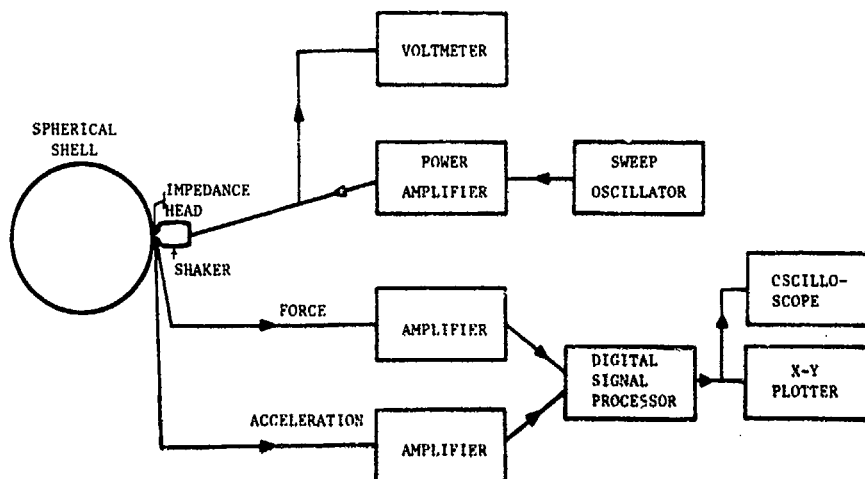 VOLTMETER
SPHERICAL
SHELL
IMPEDANCE
HEAD
SHAKER
POWER
AMPLIFIER
SWEEP
OSCILLATOR
FORCE
AMPLIFIER
ACCELERATION
AMPLIFIER
DIGITAL
SIGNAL
PROCESSOR
CSCILLO-
SCOPE
X-Y
PLOTTER